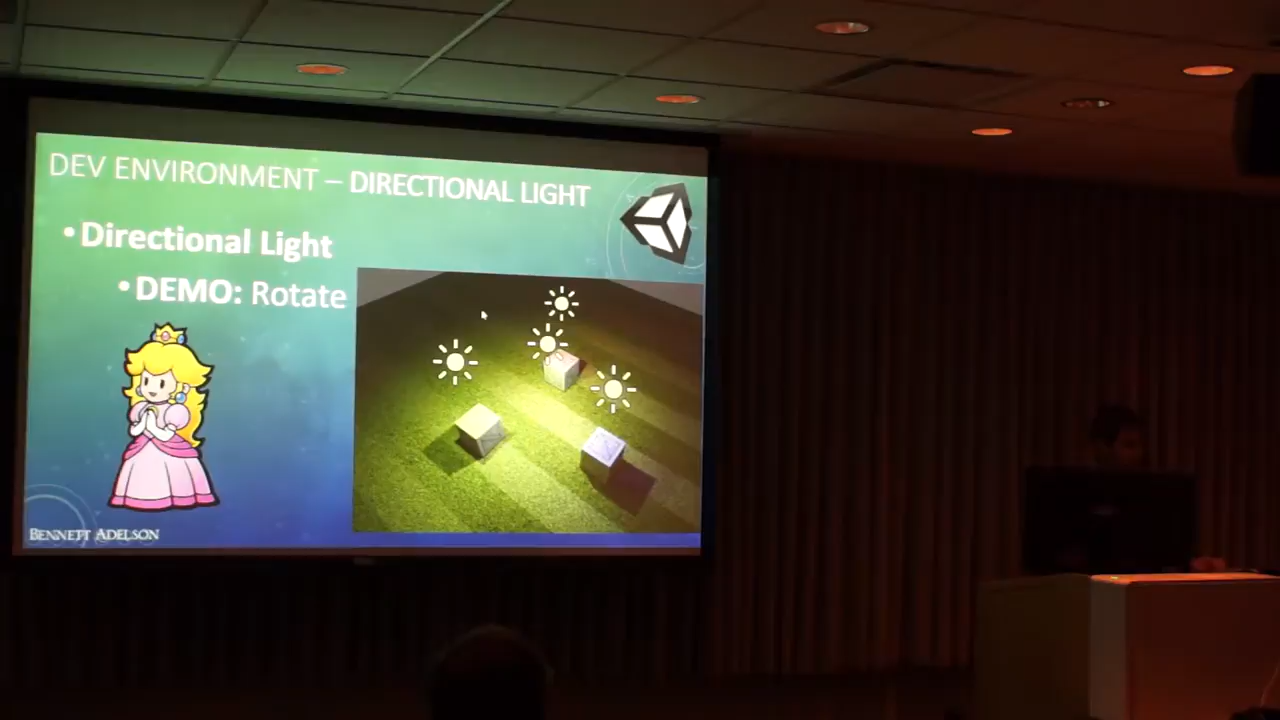 DEV ENVIRONMENT – DIRECTIONAL LIGHT
• Directional Light
• DEMO: Rotate
BENNETT ADELSON